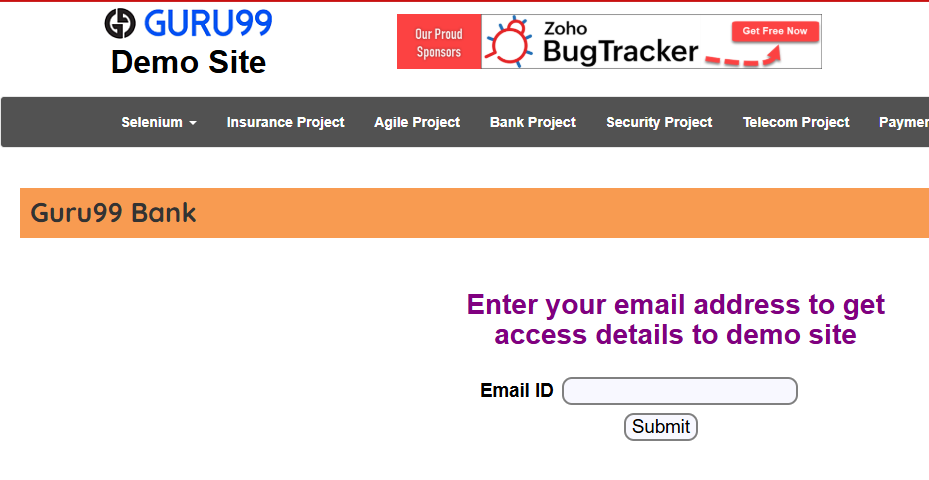 GURU99
Demo Site
Our Proud
Sponsors
Zoho
BugTracker
Get Free Now
Selenium Insurance Project Agile Project Bank Project Security Project Telecom Project Paymen
Guru99 Bank
Enter your email address to get
access details to demo site
Email ID
Submit